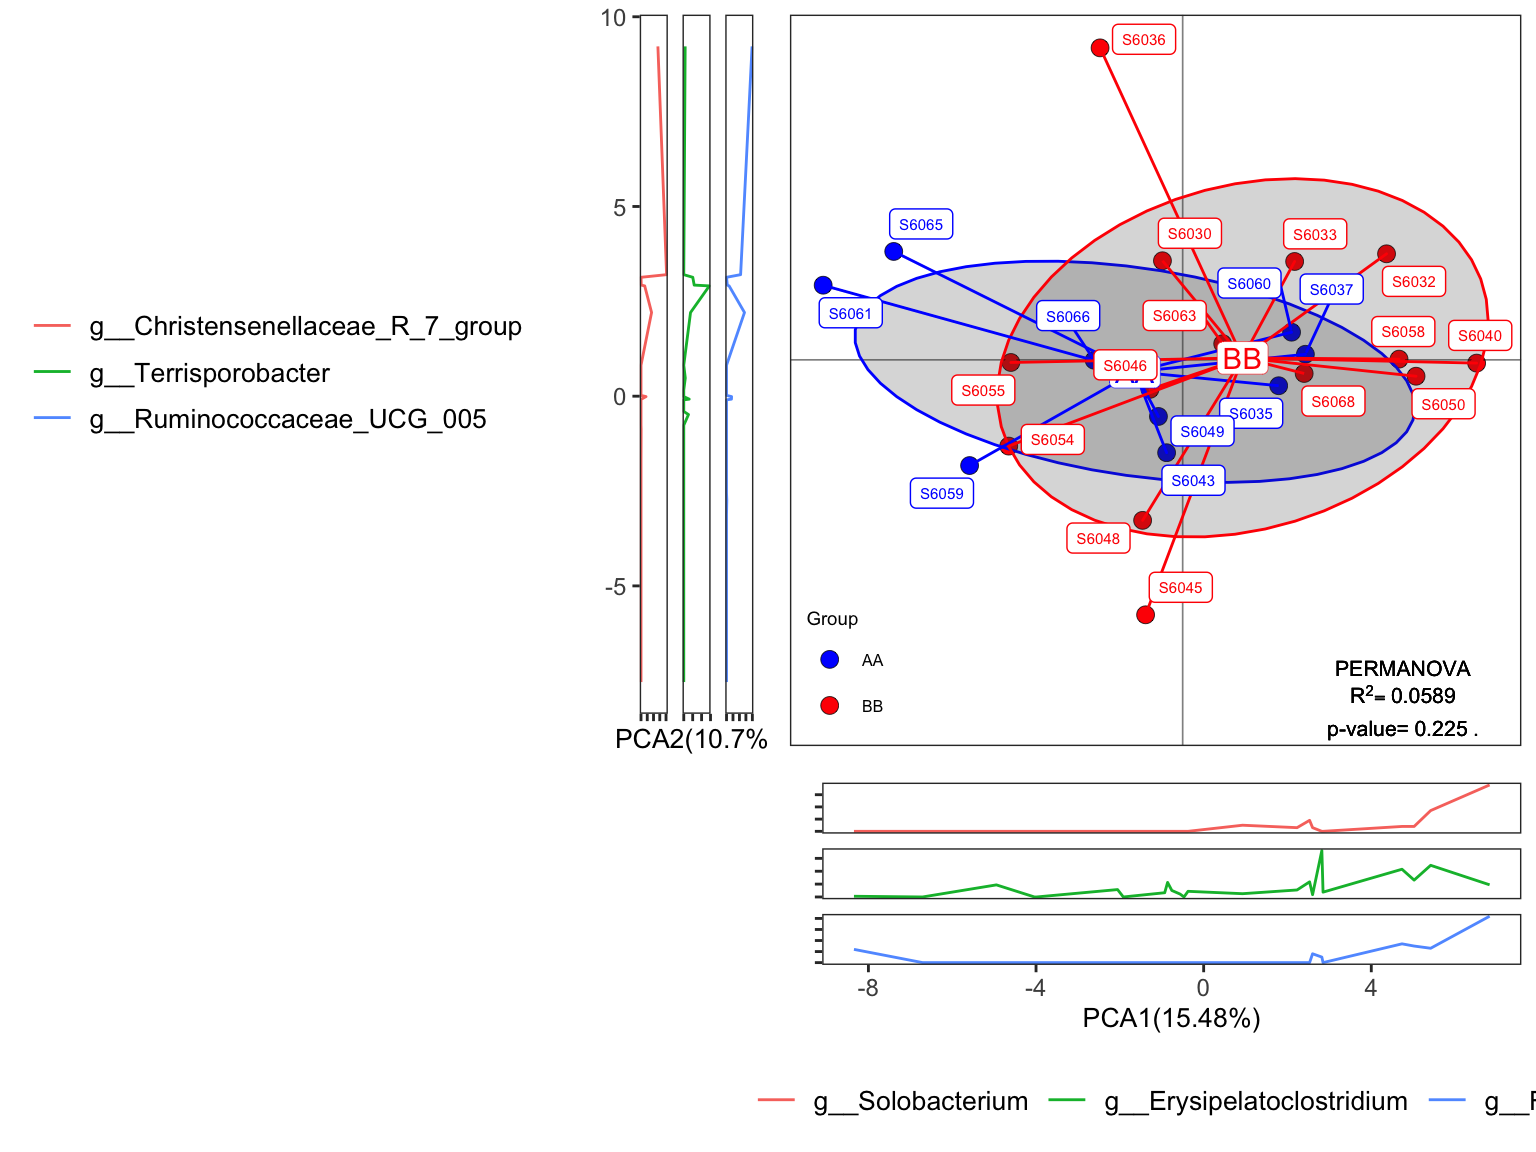 10
5
0
-5
g__Christensenellaceae_R_7_group
g__Terrisporobacter
g__Ruminococcaceae_UCG_005
PCA2(10.7%
S6036
S6065
S6030
S6033
S6061
S6066
S6063
S6060
S6037
S6032
S6058
S6040
S6046
BB
S6055
S6054
S6035
S6068
S6050
S6049
S6059
S6043
S6048
S6045
Group
AA
BB
PERMANOVA
R²= 0.0589
p-value= 0.225 .
-8
-4
0
4
PCA1(15.48%)
g__Solobacterium
g__Erysipelatoclostridium
g__